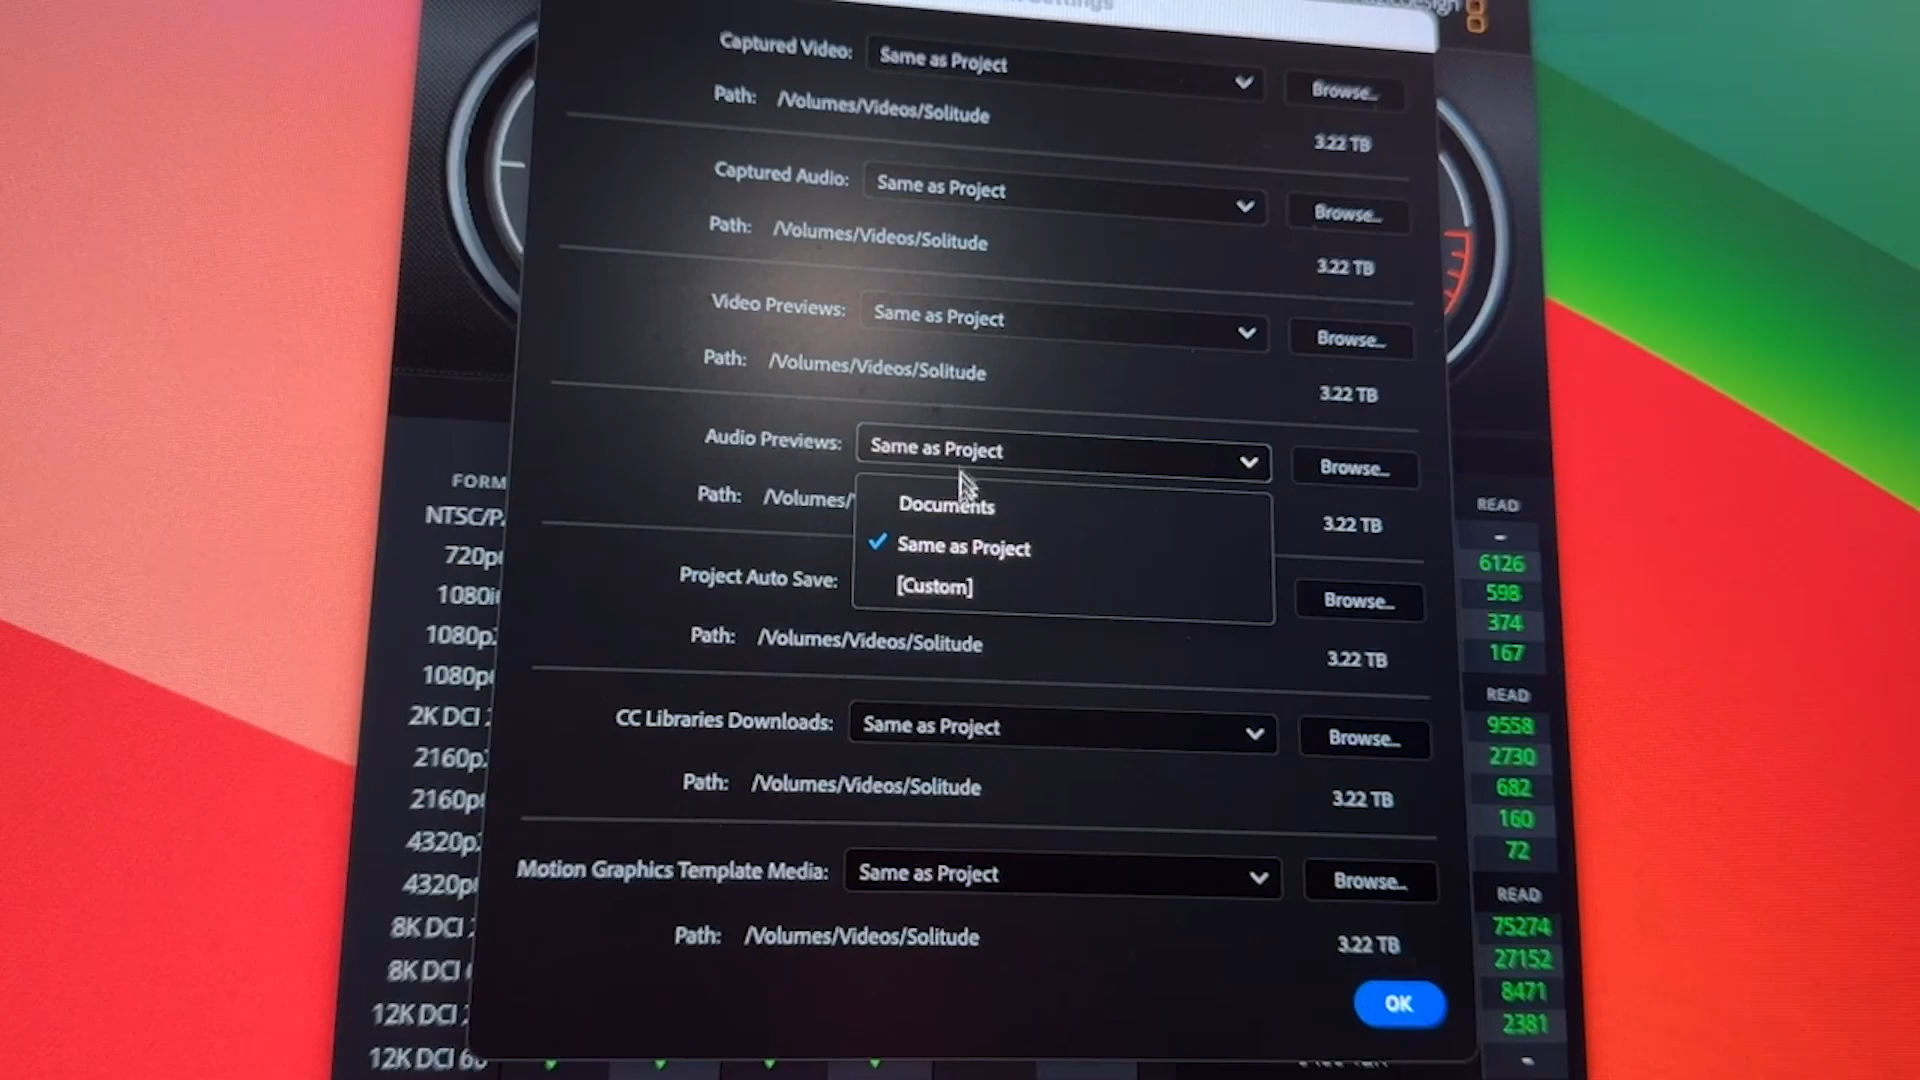 Settings
Captured Video: Same as Project Browse...
Path: /Volumes/Videos/Solitude
3.22 TB
Captured Audio: Same as Project Browse...
Path: /Volumes/Videos/Solitude
3.22 TB
Video Previews: Same as Project Browse...
Path: /Volumes/Videos/Solitude
3.22 TB
Audio Previews: Same as Project Browse...
Path: /Volumes/
3.22 TB
Documents
✓ Same as Project
[Custom]
Project Auto Save: Browse...
Path: /Volumes/Videos/Solitude
3.22 TB
CC Libraries Downloads: Same as Project Browse...
Path: /Volumes/Videos/Solitude
3.22 TB
Motion Graphics Template Media: Same as Project Browse...
Path: /Volumes/Videos/Solitude
3.22 TB
OK
FORM
NTSC/PA
720p
1080i
1080p
1080p
2K DCI
2160p
2160p
4320p
4320p
8K DCI
8K DCI
12K DCI
12K DCI 60
READ
-
6126
598
374
167
READ
9558
2730
682
160
72
READ
75274
27152
8471
2381
-